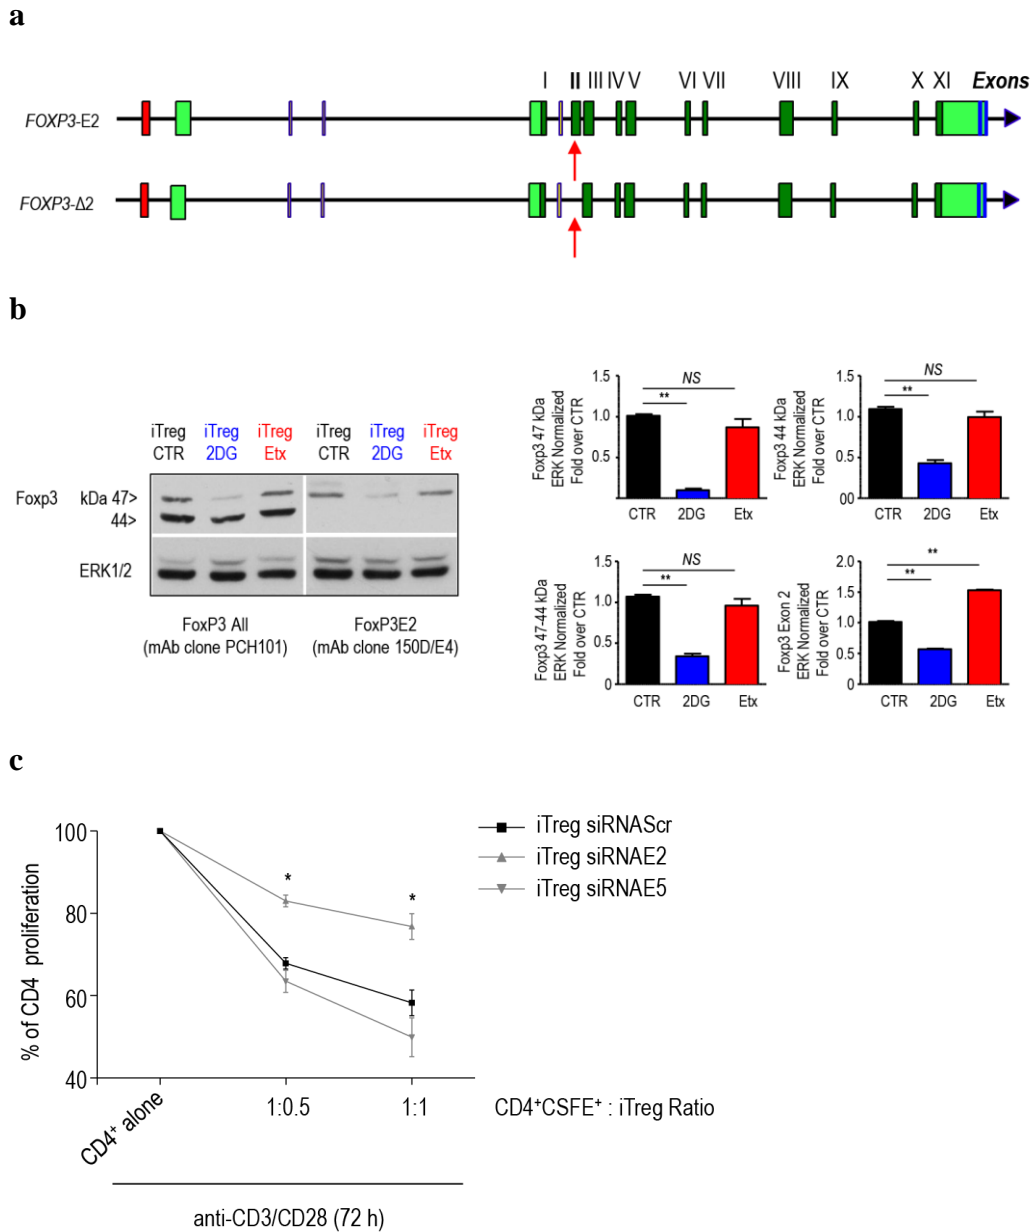 a
I II III IV V VI VII VIII IX X XI Exons
FOXP3-E2
FOXP3-Δ2
b
iTreg CTR
iTreg 2DG
iTreg Etx
iTreg CTR
iTreg 2DG
iTreg Etx
Foxp3 kDa 47>
44>
ERK1/2
FoxP3 All
(mAb clone PCH101)
FoxP3E2
(mAb clone 150D/E4)
Foxp3 47 kDa
ERK Normalized
Fold over CTR
1.5
1.0
0.5
NS
**
CTR 2DG Etx
Foxp3 44 kDa
ERK Normalized
Fold over CTR
1.5
1.0
0.5
00
NS
**
CTR 2DG Etx
Foxp3 47-44 kDa
ERK Normalized
Fold over CTR
1.5
1.0
0.5
0
NS
**
CTR 2DG Etx
Foxp3 Exon 2
ERK Normalized
Fold over CTR
2.0
1.5
1.0
0.5
0
**
**
CTR 2DG Etx
c
% of CD4 proliferation
100
80
60
40
*
*
iTreg siRNAScr
iTreg siRNAE2
iTreg siRNAE5
CD4+ alone
1:0.5
1:1
CD4+CSFE+ : iTreg Ratio
anti-CD3/CD28 (72 h)